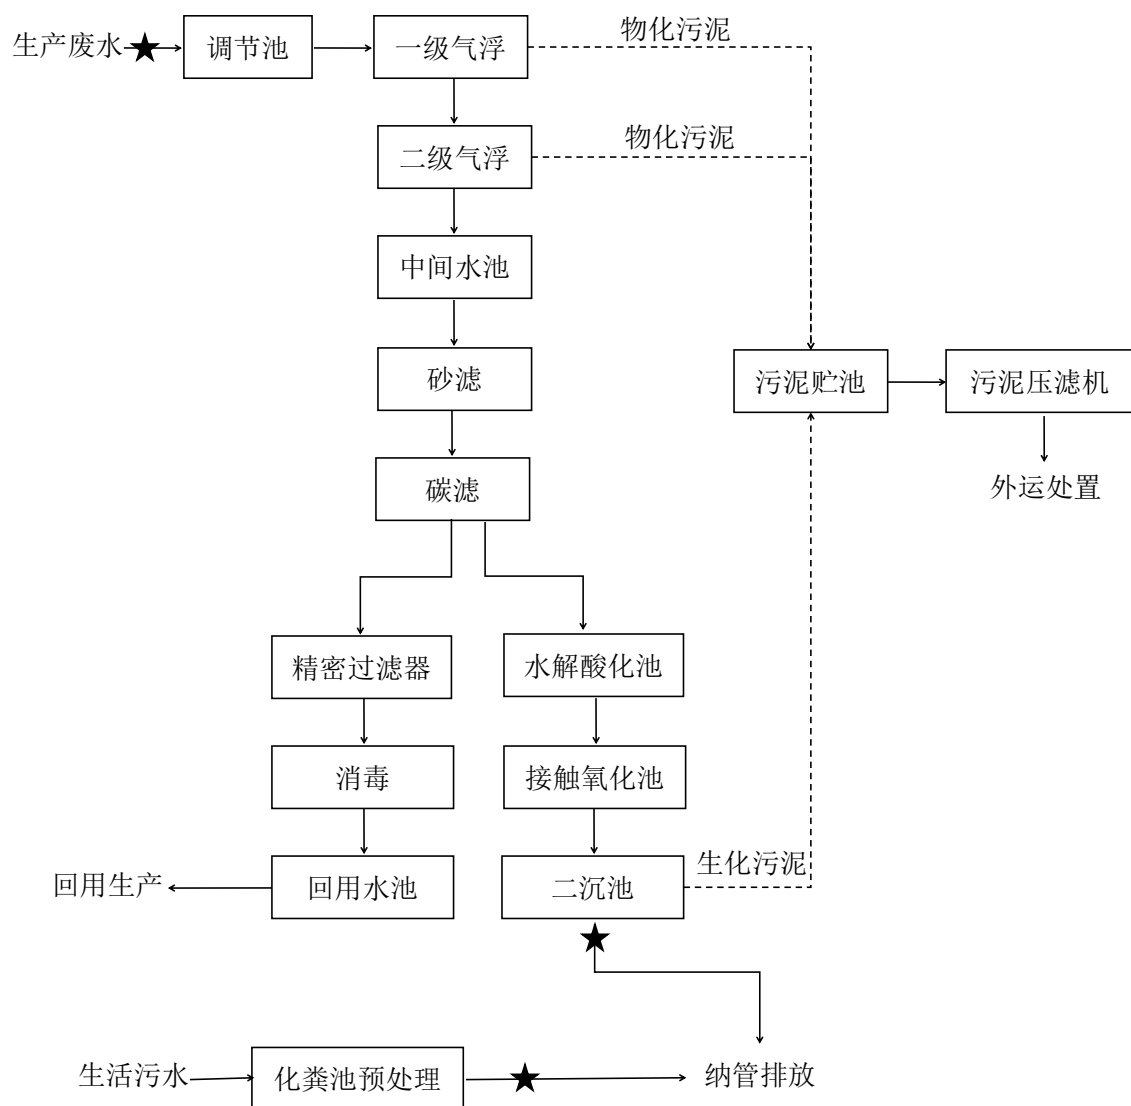 生产废水
调节池
一级气浮
物化污泥
二级气浮
物化污泥
中间水池
砂滤
污泥贮池
污泥压滤机
碳滤
外运处置
精密过滤器
水解酸化池
消毒
接触氧化池
回用生产
回用水池
二沉池
生化污泥
生活污水
化粪池预处理
纳管排放